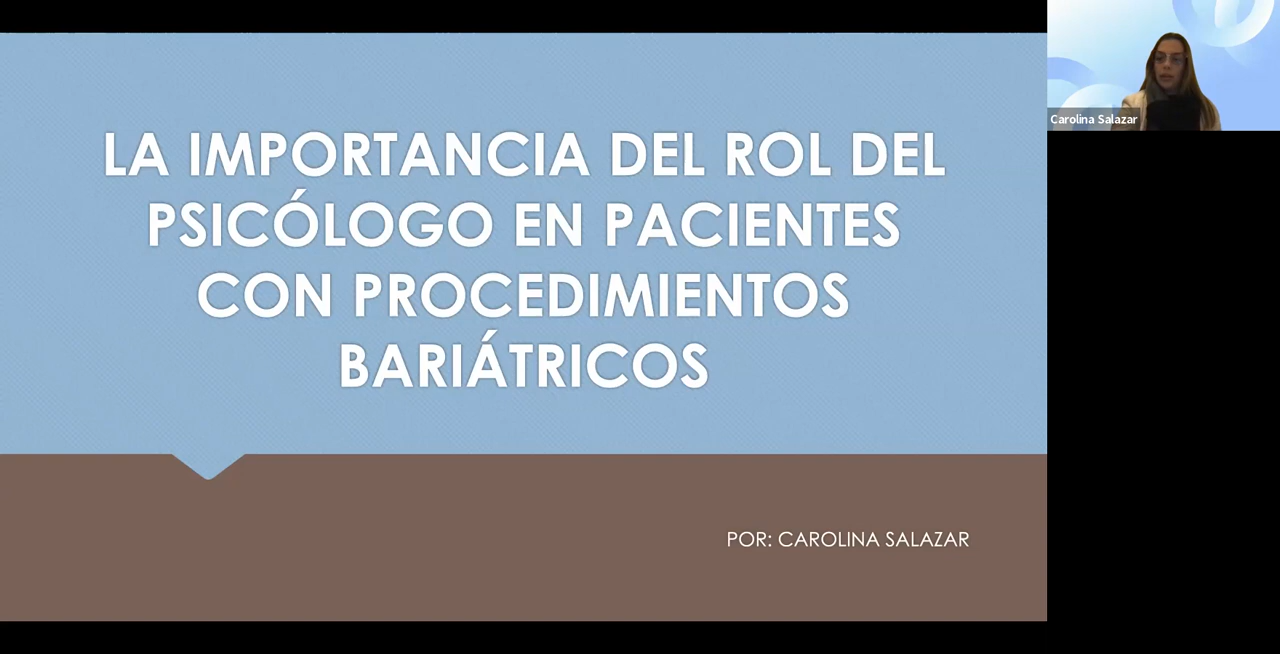 LA IMPORTANCIA DEL ROL DEL
PSICÓLOGO EN PACIENTES
CON PROCEDIMIENTOS
BARIÁTRICOS
POR: CAROLINA SALAZAR
Carolina Salazar